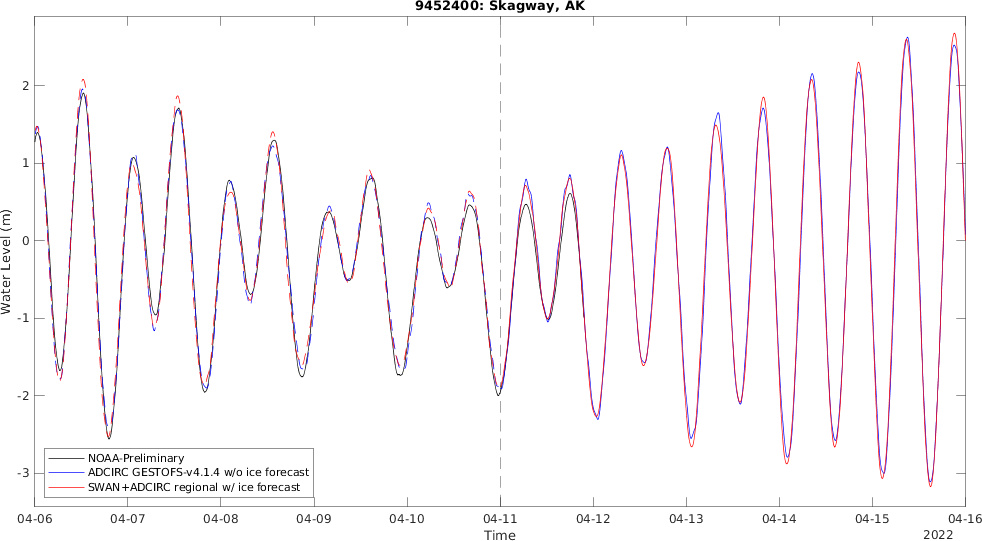 9452400: Skagway, AK
Water Level (m)
2
1
0
-1
-2
-3
NOAA-Preliminary
ADCIRC GESTOFS-v4.1.4 w/o ice forecast
SWAN+ADCIRC regional w/ ice forecast
04-06 04-07 04-08 04-09 04-10 04-11 04-12 04-13 04-14 04-15 04-16
Time
2022